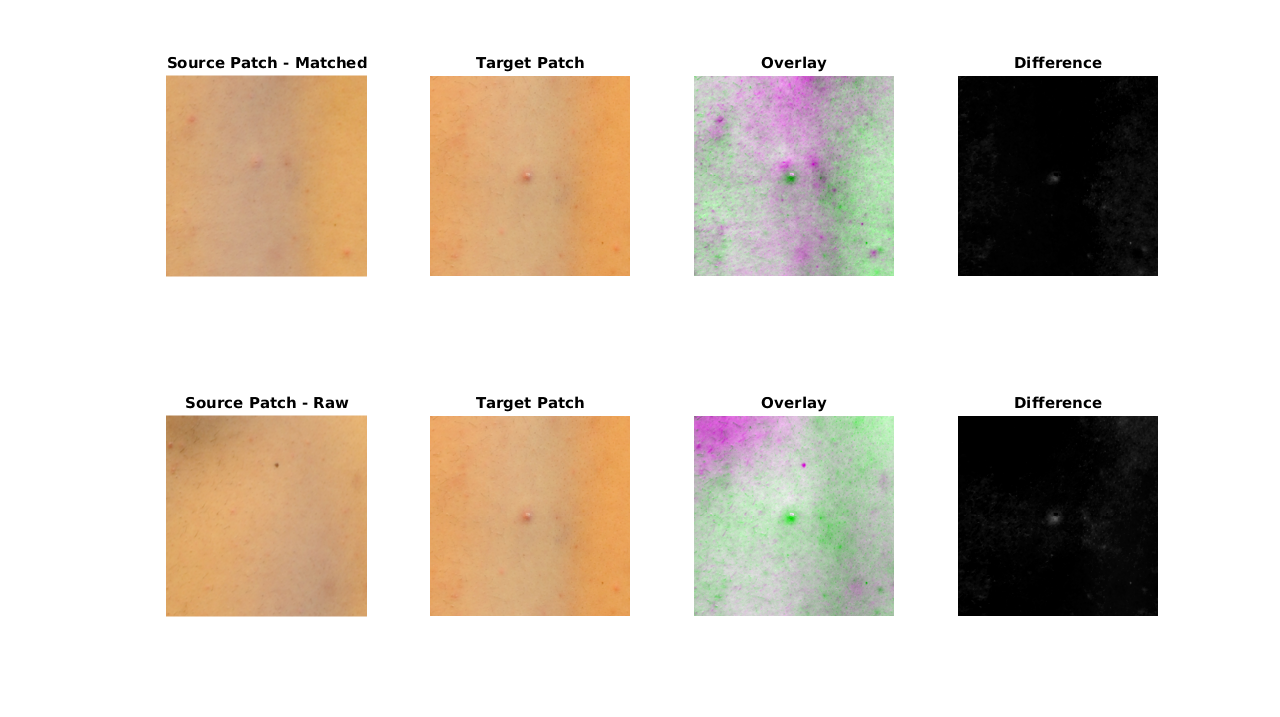 Source Patch - Matched
Target Patch
Overlay
Difference
Source Patch - Raw
Target Patch
Overlay
Difference